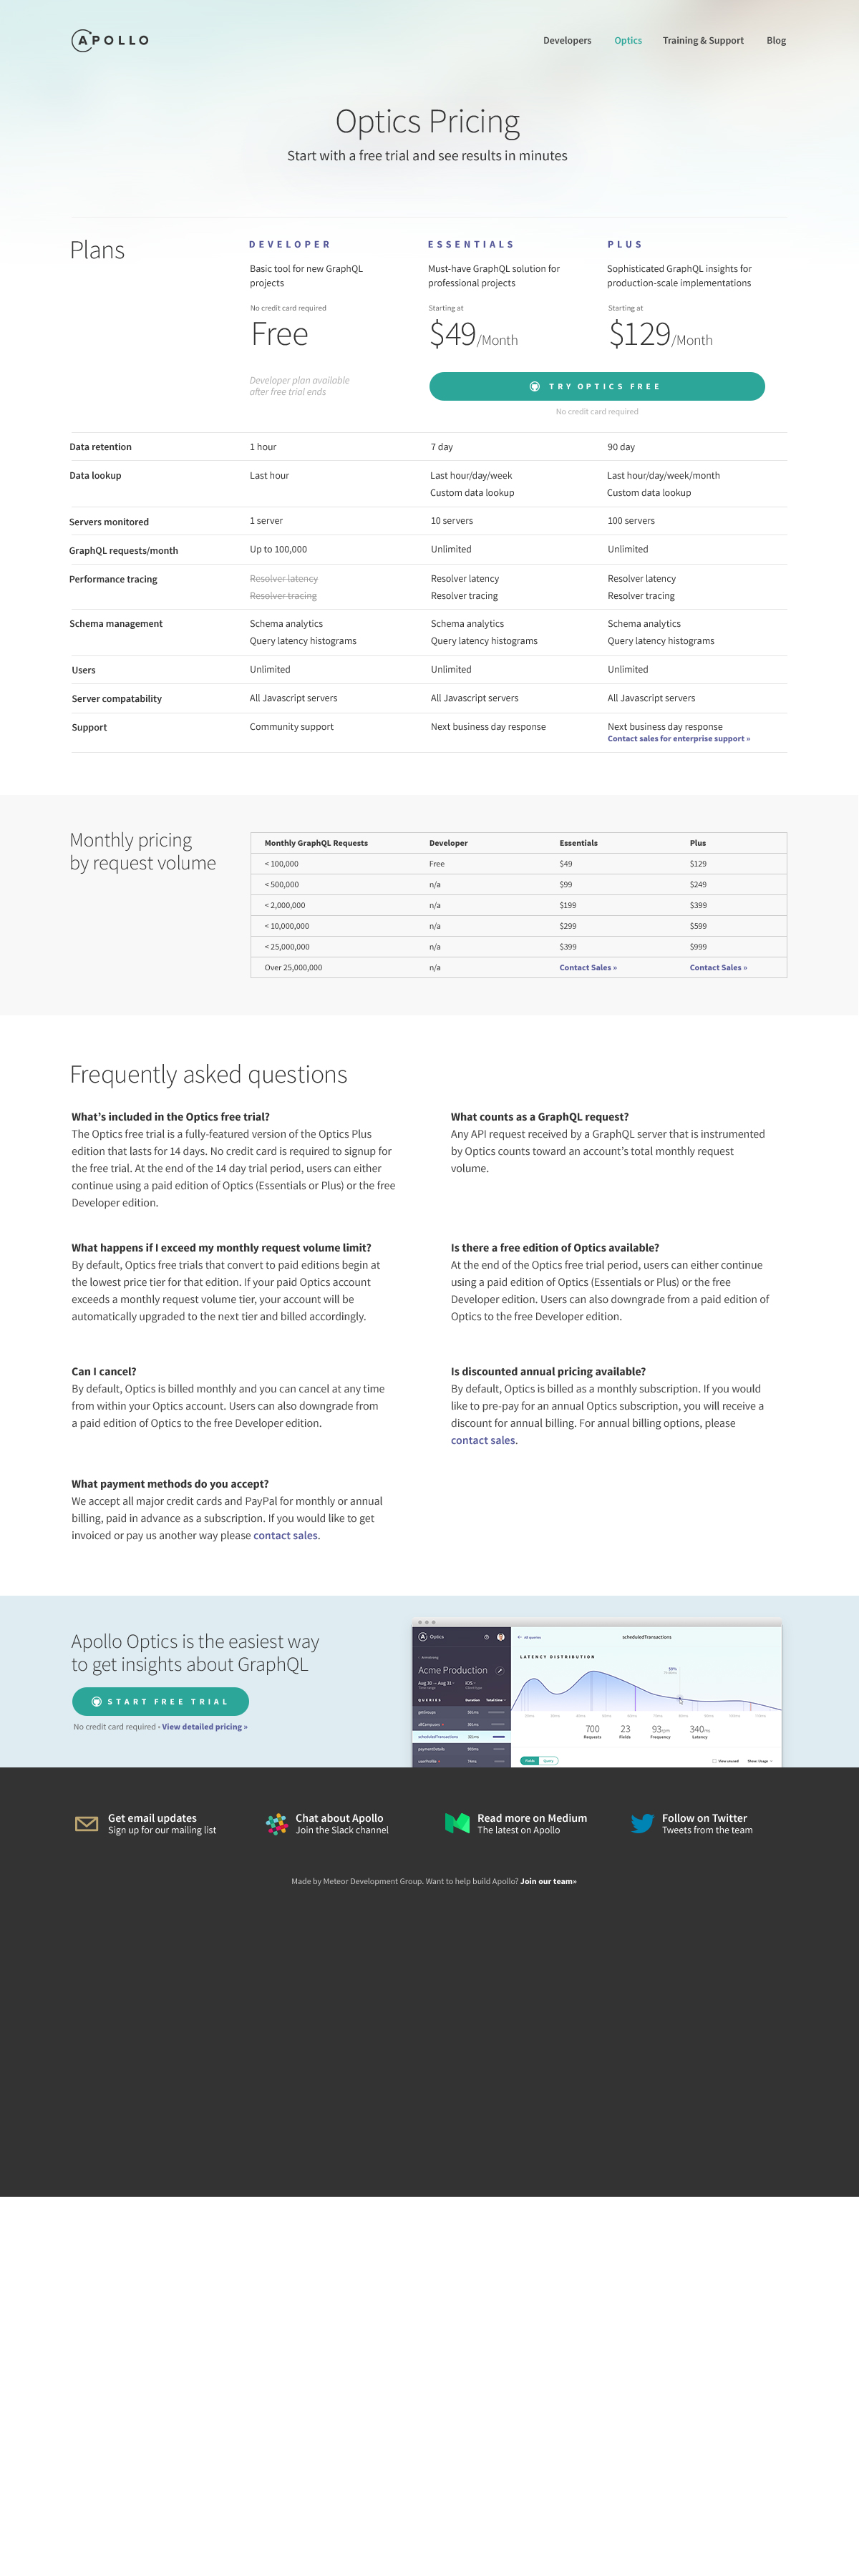 APOLLO
Developers Optics Training & Support Blog
Optics Pricing
Start with a free trial and see results in minutes
Plans
DEVELOPER
Basic tool for new GraphQL
projects
No credit card required
Free
Developer plan available
after free trial ends
ESSENTIALS
Must-have GraphQL solution for
professional projects
Starting at
$49/Month
PLUS
Sophisticated GraphQL insights for
production-scale implementations
Starting at
$129/Month
TRY OPTICS FREE
No credit card required
Data retention 1 hour 7 day 90 day
Data lookup Last hour Last hour/day/week Last hour/day/week/month
Custom data lookup Custom data lookup
Servers monitored 1 server 10 servers 100 servers
GraphQL requests/month Up to 100,000 Unlimited Unlimited
Performance tracing Resolver latency Resolver latency Resolver latency
Resolver tracing Resolver tracing Resolver tracing
Schema management Schema analytics Schema analytics Schema analytics
Query latency histograms Query latency histograms Query latency histograms
Users Unlimited Unlimited Unlimited
Server compatability All Javascript servers All Javascript servers All Javascript servers
Support Community support Next business day response Next business day response
Contact sales for enterprise support »
Monthly pricing
by request volume
Monthly GraphQL Requests Developer Essentials Plus
< 100,000 Free $49 $129
< 500,000 n/a $99 $249
< 2,000,000 n/a $199 $399
< 10,000,000 n/a $299 $599
< 25,000,000 n/a $399 $999
Over 25,000,000 n/a Contact Sales » Contact Sales »
Frequently asked questions
What's included in the Optics free trial?
The Optics free trial is a fully-featured version of the Optics Plus
edition that lasts for 14 days. No credit card is required to signup for
the free trial. At the end of the 14 day trial period, users can either
continue using a paid edition of Optics (Essentials or Plus) or the free
Developer edition.
What counts as a GraphQL request?
Any API request received by a GraphQL server that is instrumented
by Optics counts toward an account's total monthly request
volume.
What happens if I exceed my monthly request volume limit?
By default, Optics free trials that convert to paid editions begin at
the lowest price tier for that edition. If your paid Optics account
exceeds a monthly request volume tier, your account will be
automatically upgraded to the next tier and billed accordingly.
Is there a free edition of Optics available?
At the end of the Optics free trial period, users can either continue
using a paid edition of Optics (Essentials or Plus) or the free
Developer edition. Users can also downgrade from a paid edition of
Optics to the free Developer edition.
Can I cancel?
By default, Optics is billed monthly and you can cancel at any time
from within your Optics account. Users can also downgrade from
a paid edition of Optics to the free Developer edition.
Is discounted annual pricing available?
By default, Optics is billed as a monthly subscription. If you would
like to pre-pay for an annual Optics subscription, you will receive a
discount for annual billing. For annual billing options, please
contact sales.
What payment methods do you accept?
We accept all major credit cards and PayPal for monthly or annual
billing, paid in advance as a subscription. If you would like to get
invoiced or pay us another way please contact sales.
Apollo Optics is the easiest way
to get insights about GraphQL
START FREE TRIAL
No credit card required • View detailed pricing »
Optics
Acme Production
Aug 30 → Aug 31
iOS
QUERIES Duration Total time
getGroups
allCampuses
scheduledTransactions
paymentDetails
userProfile
All queries
scheduledTransactions
LATENCY DISTRIBUTION
700 23 93 340
Requests Fields Frequency Latency
Fields Query
View unused Show: Usage
Get email updates
Sign up for our mailing list
Chat about Apollo
Join the Slack channel
Read more on Medium
The latest on Apollo
Follow on Twitter
Tweets from the team
Made by Meteor Development Group. Want to help build Apollo? Join our team»